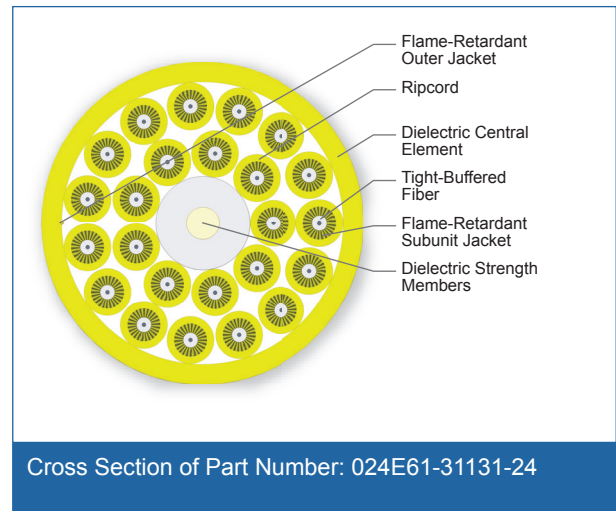 Flame-Retardant
Outer Jacket
Ripcord
Dielectric Central
Element
Tight-Buffered
Fiber
Flame-Retardant
Subunit Jacket
Dielectric Strength
Members
Cross Section of Part Number: 024E61-31131-24